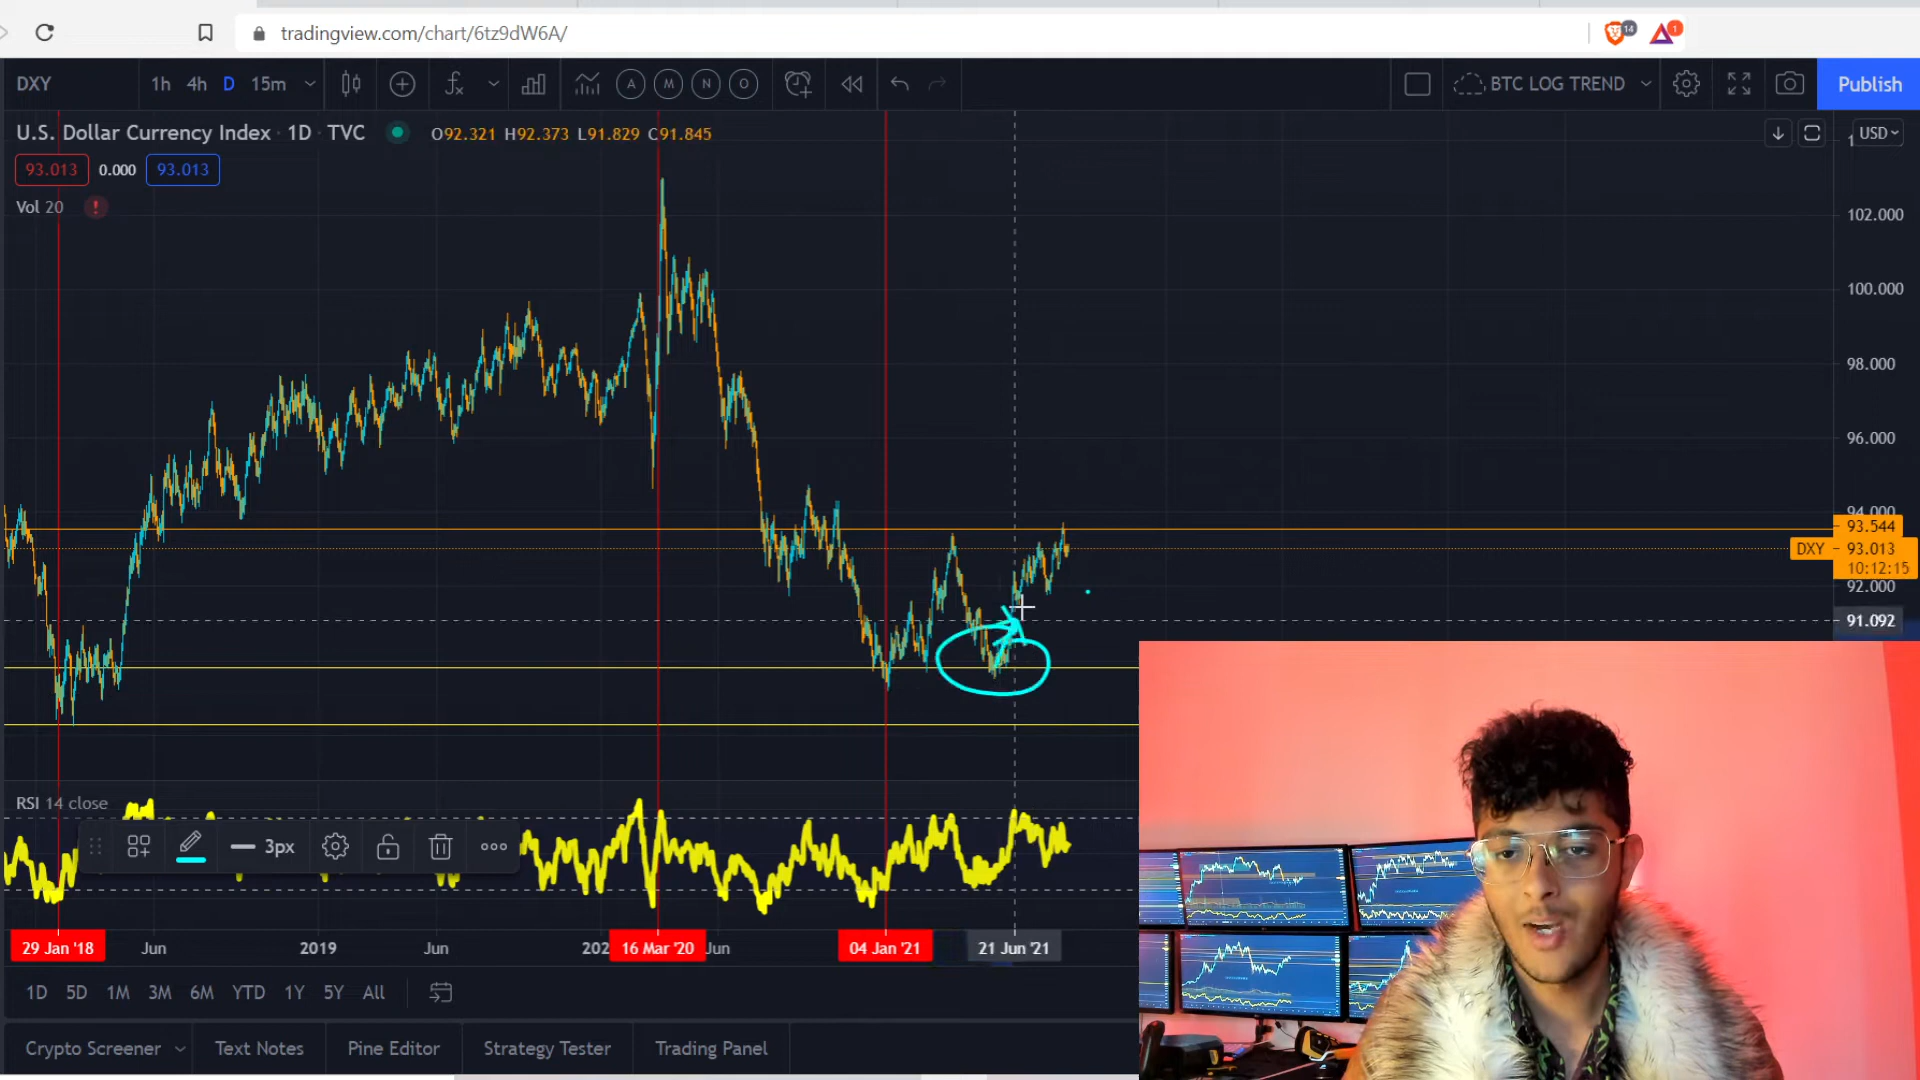 tradingview.com/chart/6tz9dW6A/
14
1
DXY 1h 4h D 15m A M N O BTC LOG TREND Publish
U.S. Dollar Currency Index · 1D · TVC O92.321 H92.373 L91.829 C91.845
USD
93.013 0.000 93.013
Vol 20 !
102.000
100.000
98.000
96.000
94.000
93.544
DXY 93.013
10:12:15
92.000
91.092
RSI 14 close
3px
29 Jan '18 Jun 2019 Jun 202 16 Mar '20 Jun 04 Jan '21 21 Jun '21
1D 5D 1M 3M 6M YTD 1Y 5Y All
Crypto Screener Text Notes Pine Editor Strategy Tester Trading Panel